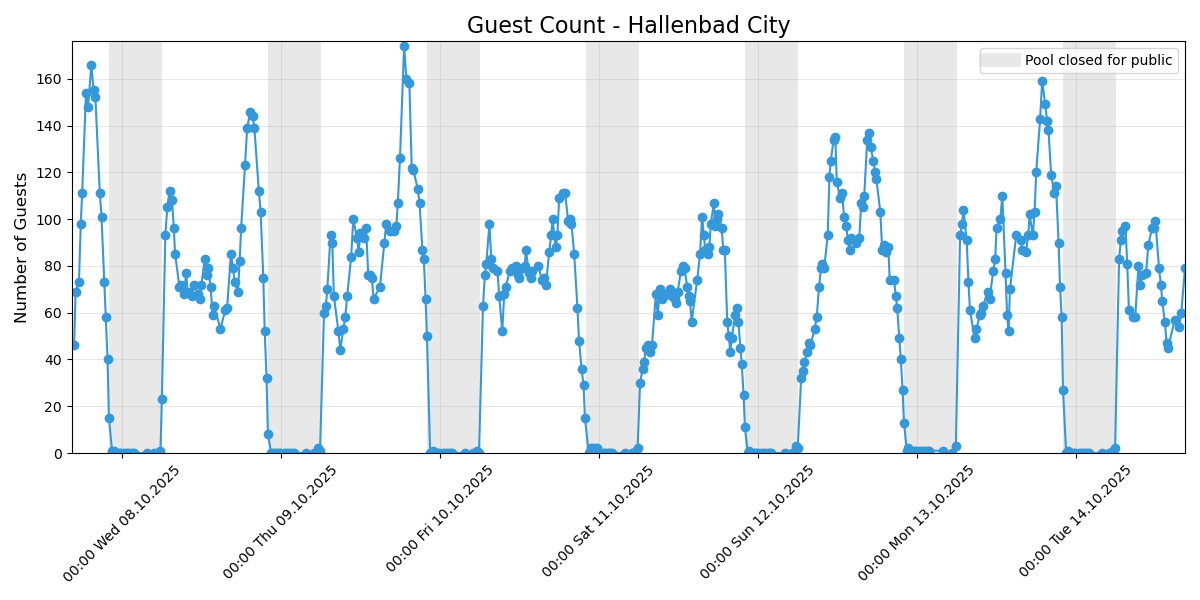 Guest Count - Hallenbad City
Pool closed for public
Number of Guests
160
140
120
100
80
60
40
20
0
00:00 Wed 08.10.2025
00:00 Thu 09.10.2025
00:00 Fri 10.10.2025
00:00 Sat 11.10.2025
00:00 Sun 12.10.2025
00:00 Mon 13.10.2025
00:00 Tue 14.10.2025